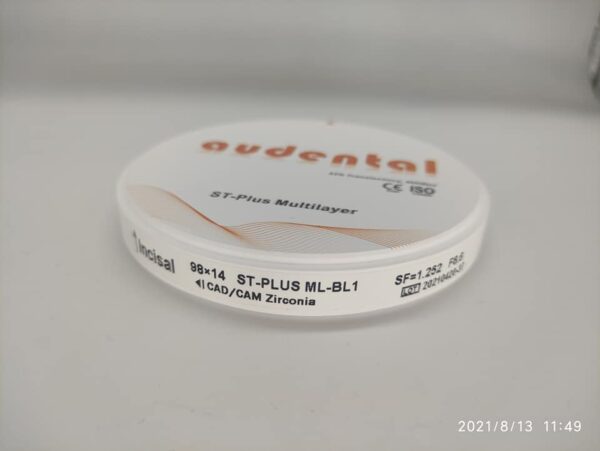 audental
CE ISO
ST-Plus Multilayer
Incisal
98×14 ST-PLUS ML-BL1
CAD/CAM Zirconia
SF=1.252
LOT
2021/8/13 11:49